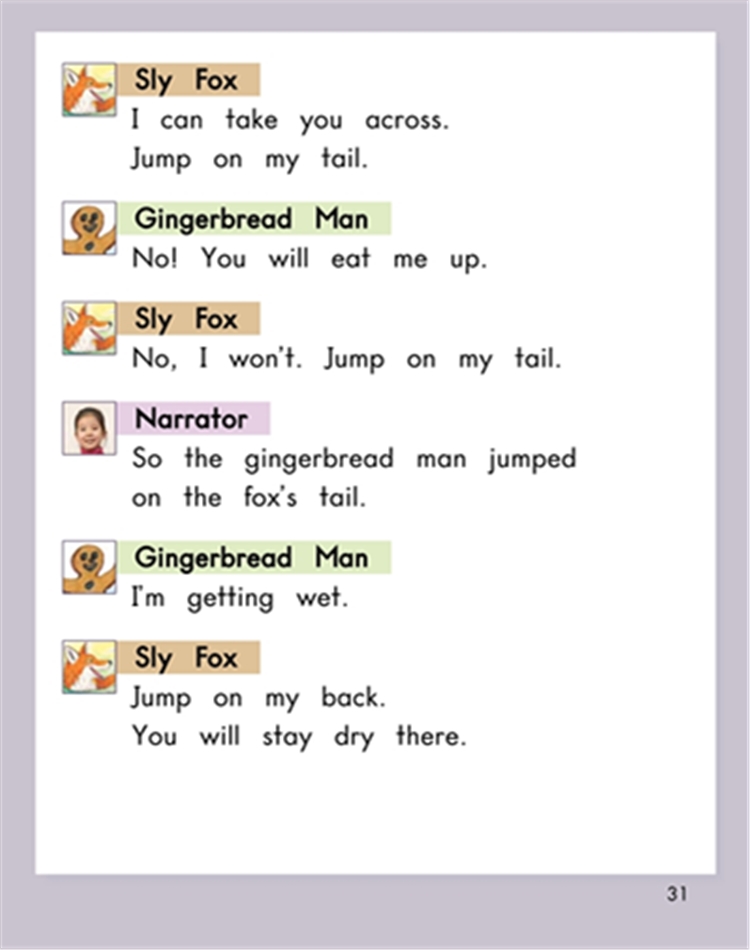 Sly Fox
I can take you across.
Jump on my tail.
Gingerbread Man
No! You will eat me up.
Sly Fox
No, I won't. Jump on my tail.
Narrator
So the gingerbread man jumped
on the fox's tail.
Gingerbread Man
I'm getting wet.
Sly Fox
Jump on my back.
You will stay dry there.
31